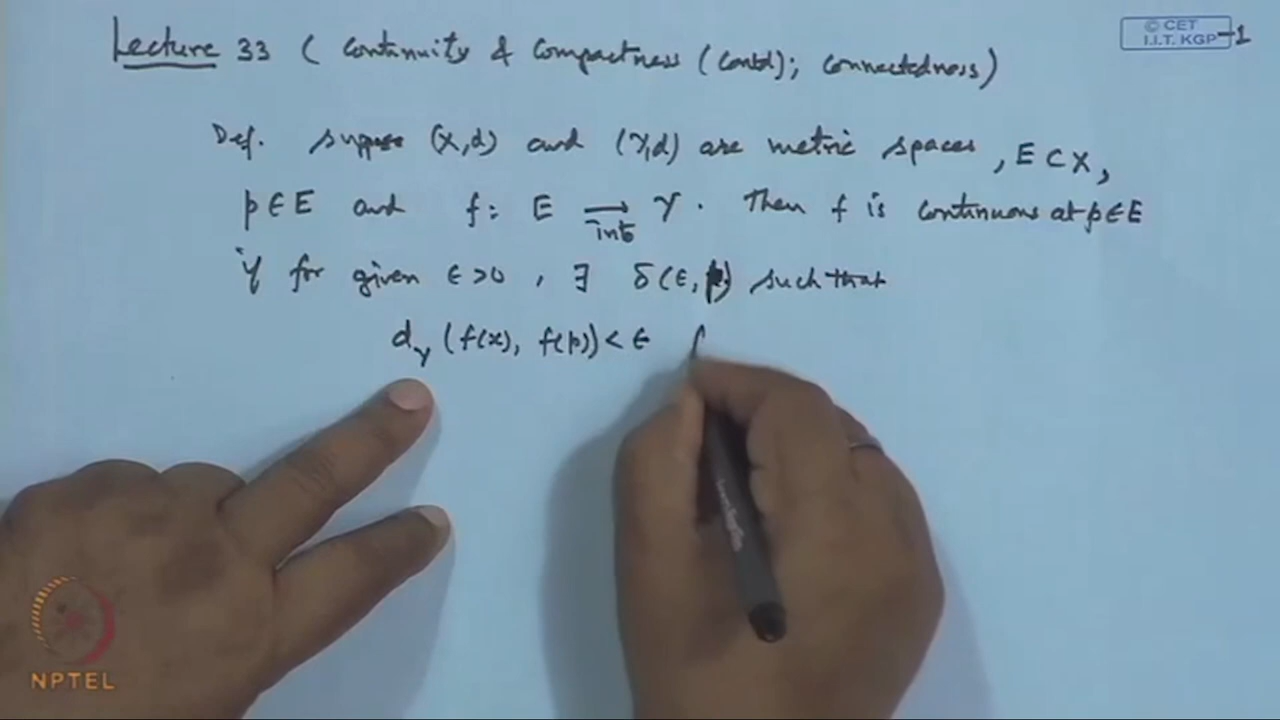 Lecture 33 ( Continuity & Compactness (Contd); Connectedness)
© CET
I.I.T. KGP
-1
Def. Suppose (X,d) and (Y,d) are metric spaces, E ⊂ X,
p ∈ E and f: E → Y. Then f is continuous at p ∈ E
into
if for given ε > 0, ∃ δ(ε, p) such that
d_Y (f(x), f(p)) < ε
NPTEL